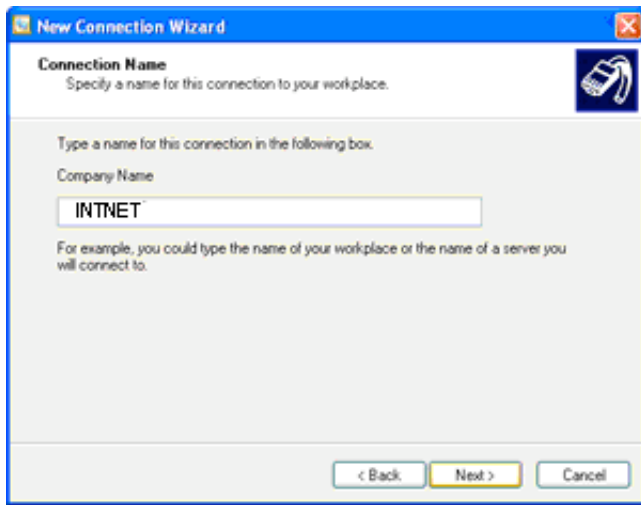 New Connection Wizard
Connection Name
Specify a name for this connection to your workplace.
Type a name for this connection in the following box.
Company Name
INTNET
For example, you could type the name of your workplace or the name of a server you
will connect to.
< Back Next > Cancel